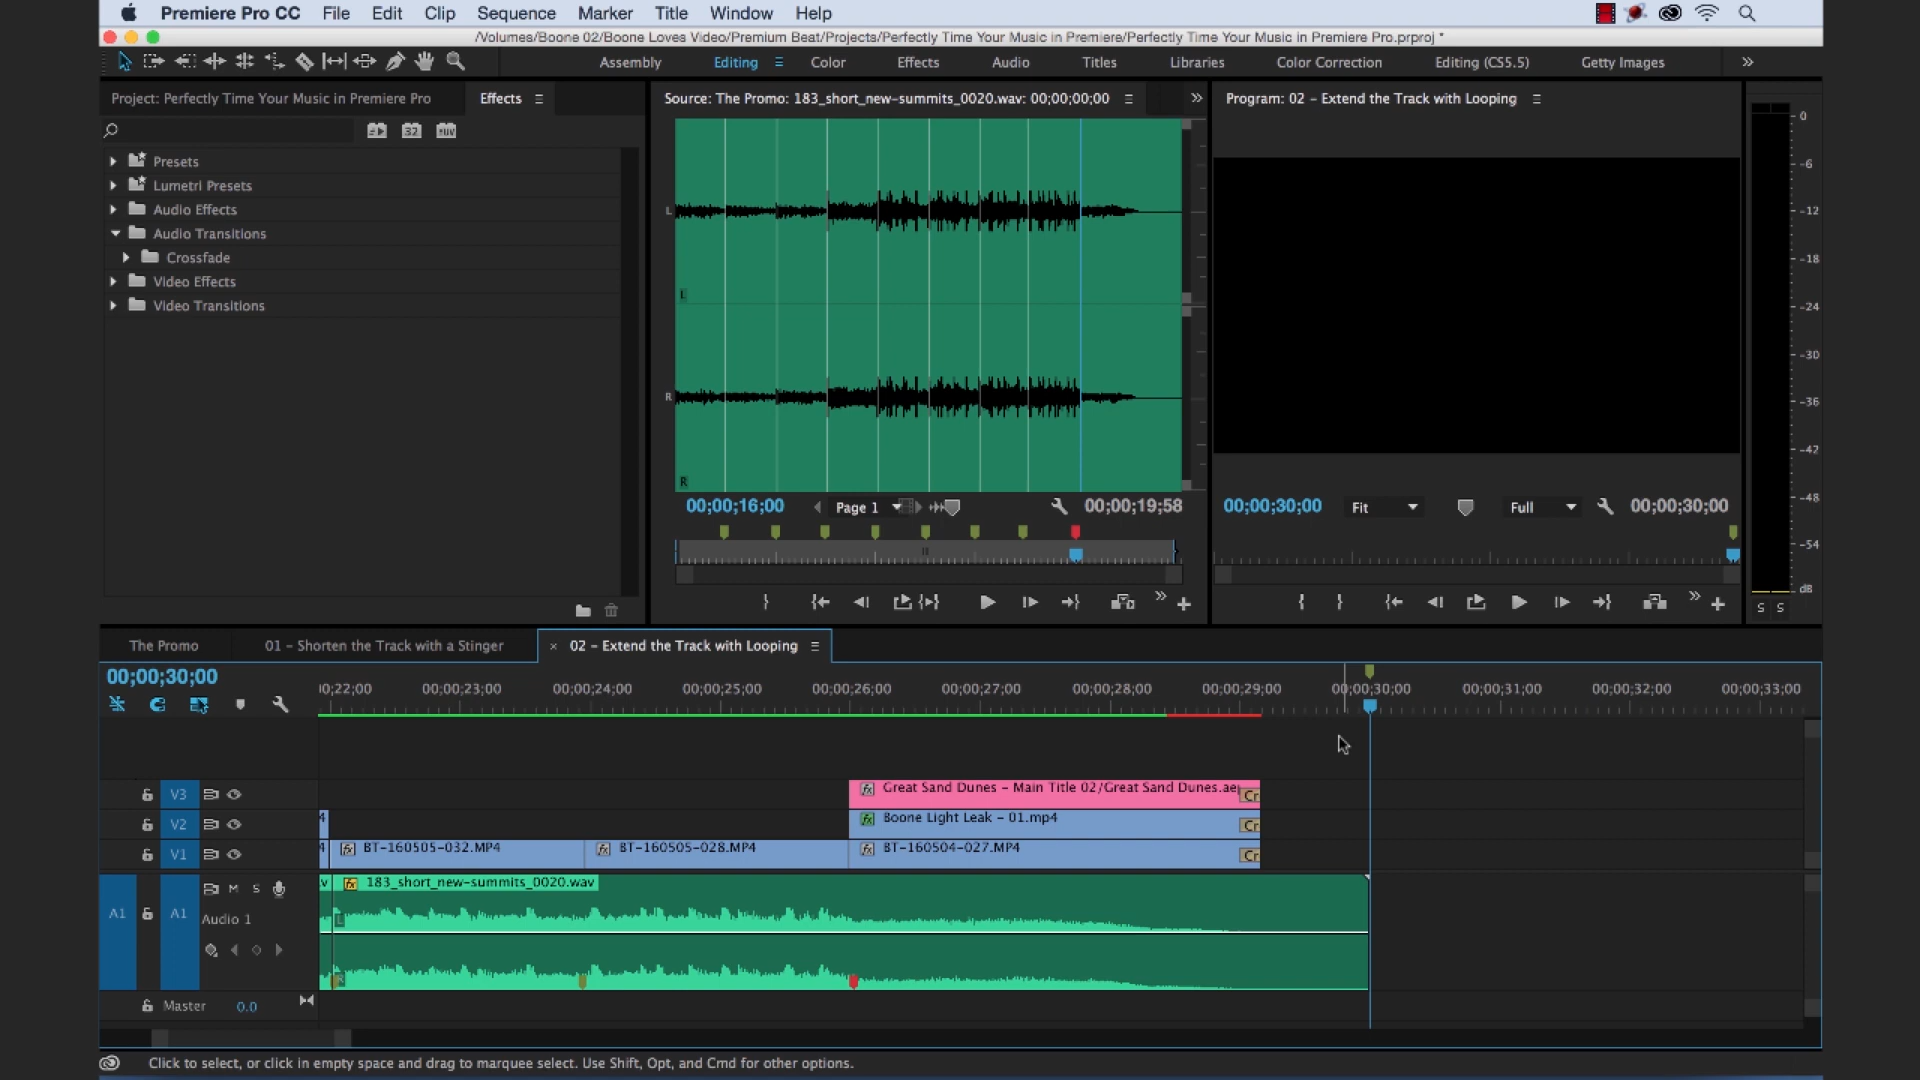 Premiere Pro CC File Edit Clip Sequence Marker Title Window Help
/Volumes/Boone 02/Boone Loves Video/Premium Beat/Projects/Perfectly Time Your Music in Premiere/Perfectly Time Your Music in Premiere Pro.prproj *
Assembly Editing Color Effects Audio Titles Libraries Color Correction Editing (CS5.5) Getty Images
Project: Perfectly Time Your Music in Premiere Pro Effects
Source: The Promo: 183_short_new-summits_0020.wav: 00;00;00;00
Program: 02 - Extend the Track with Looping
32 YUV
Presets
Lumetri Presets
Audio Effects
Audio Transitions
Crossfade
Video Effects
Video Transitions
L
L
R
R
00;00;16;00 Page 1 00;00;19;58
00;00;30;00 Fit Full 00;00;30;00
0
-6
-12
-18
-24
-30
-36
-42
-48
-54
dB
S S
The Promo 01 - Shorten the Track with a Stinger × 02 - Extend the Track with Looping
00;00;30;00
0;22;00 00;00;23;00 00;00;24;00 00;00;25;00 00;00;26;00 00;00;27;00 00;00;28;00 00;00;29;00 00;00;30;00 00;00;31;00 00;00;32;00 00;00;33;00
V3 fx Great Sand Dunes - Main Title 02/Great Sand Dunes.ae Cr
V2 4 fx Boone Light Leak - 01.mp4 Cr
V1 4 fx BT-160505-032.MP4 fx BT-160505-028.MP4 fx BT-160504-027.MP4 Cr
M S v fx 183_short_new-summits_0020.wav
A1 A1 Audio 1 L
R
Master 0.0
Click to select, or click in empty space and drag to marquee select. Use Shift, Opt, and Cmd for other options.